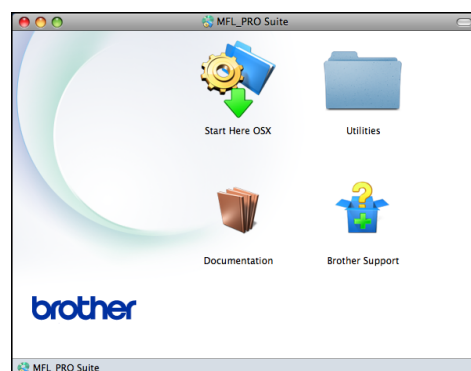 MFL_PRO Suite
Start Here OSX
Utilities
Documentation
Brother Support
brother
MFL_PRO Suite